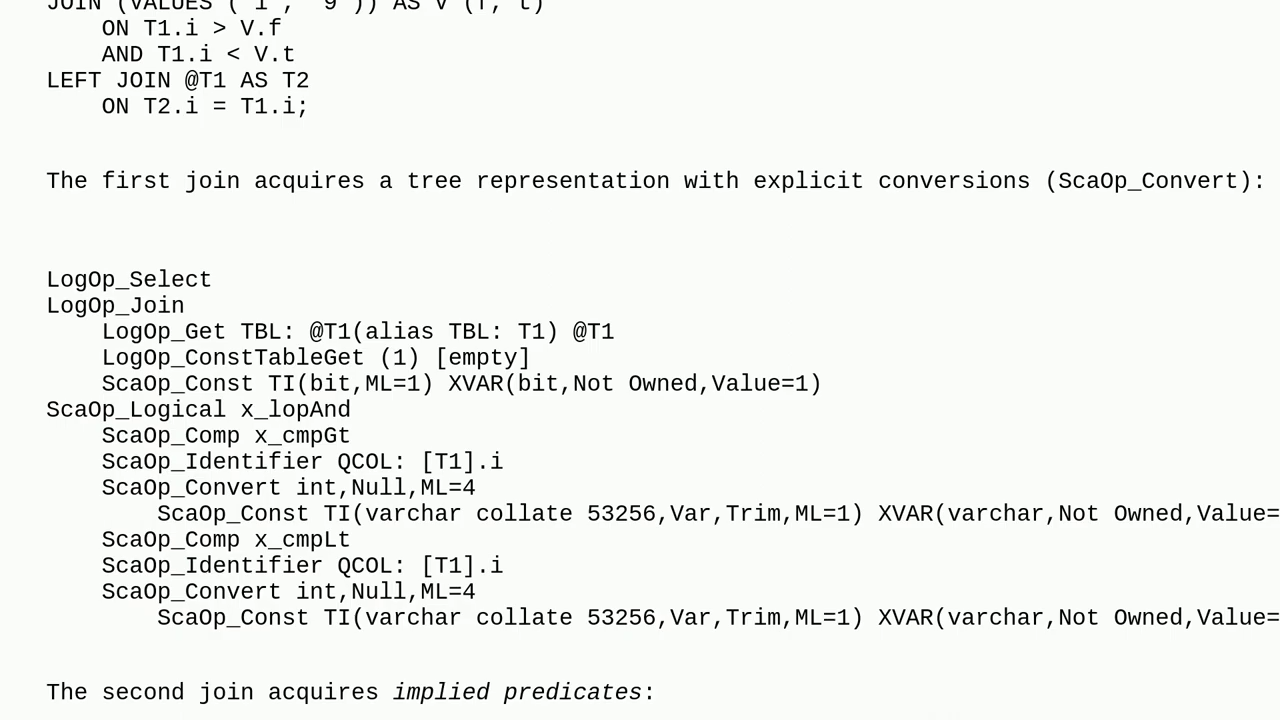 JOIN (VALUES ('1', '9')) AS V (f, t)
ON T1.i > V.f
AND T1.i < V.t
LEFT JOIN @T1 AS T2
ON T2.i = T1.i;
The first join acquires a tree representation with explicit conversions (ScaOp_Convert):
LogOp_Select
LogOp_Join
LogOp_Get TBL: @T1(alias TBL: T1) @T1
LogOp_ConstTableGet (1) [empty]
ScaOp_Const TI(bit,ML=1) XVAR(bit,Not Owned,Value=1)
ScaOp_Logical x_lopAnd
ScaOp_Comp x_cmpGt
ScaOp_Identifier QCOL: [T1].i
ScaOp_Convert int,Null,ML=4
ScaOp_Const TI(varchar collate 53256,Var,Trim,ML=1) XVAR(varchar,Not Owned,Value=
ScaOp_Comp x_cmpLt
ScaOp_Identifier QCOL: [T1].i
ScaOp_Convert int,Null,ML=4
ScaOp_Const TI(varchar collate 53256,Var,Trim,ML=1) XVAR(varchar,Not Owned,Value=
The second join acquires implied predicates: